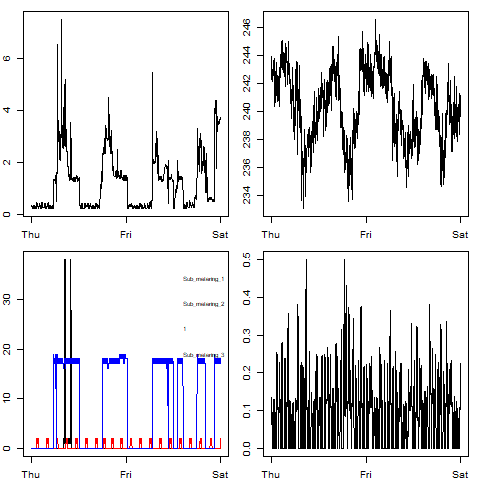 0 2 4 6
Thu Fri Sat
234 236 238 240 242 244 246
Thu Fri Sat
0 10 20 30
Sub_metering_1
Sub_metering_2
1
Sub_metering_3
Thu Fri Sat
0.0 0.1 0.2 0.3 0.4 0.5
Thu Fri Sat